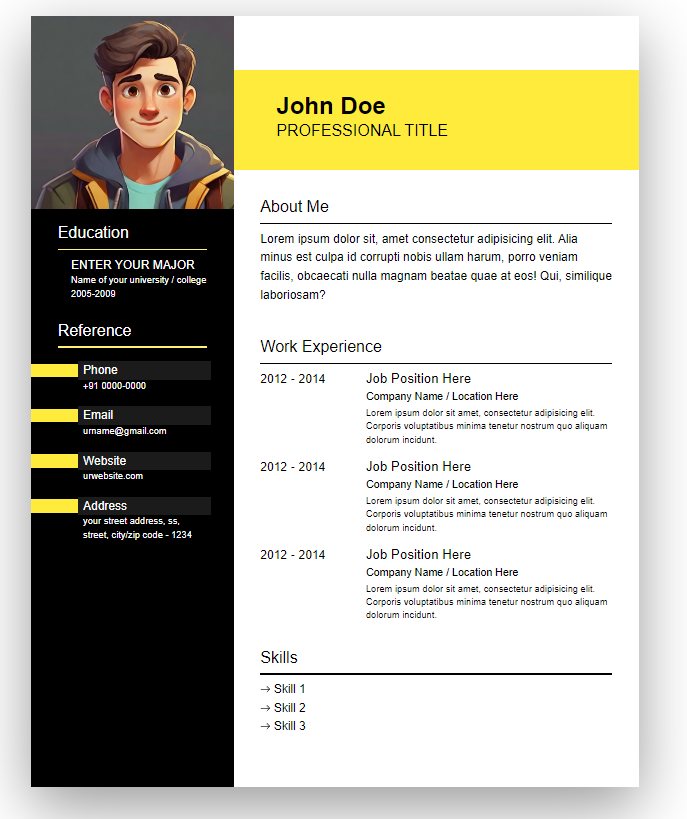 John Doe
PROFESSIONAL TITLE
Education
ENTER YOUR MAJOR
Name of your university / college
2005-2009
Reference
Phone
+91 0000-0000
Email
urname@gmail.com
Website
urwebsite.com
Address
your street address, ss,
street, city/zip code - 1234
About Me
Lorem ipsum dolor sit, amet consectetur adipisicing elit. Alia
minus est culpa id corrupti nobis ullam harum, porro veniam
facilis, obcaecati nulla magnam beatae quae at eos! Qui, similique
laboriosam?
Work Experience
2012 - 2014 Job Position Here
Company Name / Location Here
Lorem ipsum dolor sit amet, consectetur adipisicing elit.
Corporis voluptatibus minima tenetur nostrum quo aliquam
dolorum incidunt.
2012 - 2014 Job Position Here
Company Name / Location Here
Lorem ipsum dolor sit amet, consectetur adipisicing elit.
Corporis voluptatibus minima tenetur nostrum quo aliquam
dolorum incidunt.
2012 - 2014 Job Position Here
Company Name / Location Here
Lorem ipsum dolor sit amet, consectetur adipisicing elit.
Corporis voluptatibus minima tenetur nostrum quo aliquam
dolorum incidunt.
Skills
→ Skill 1
→ Skill 2
→ Skill 3